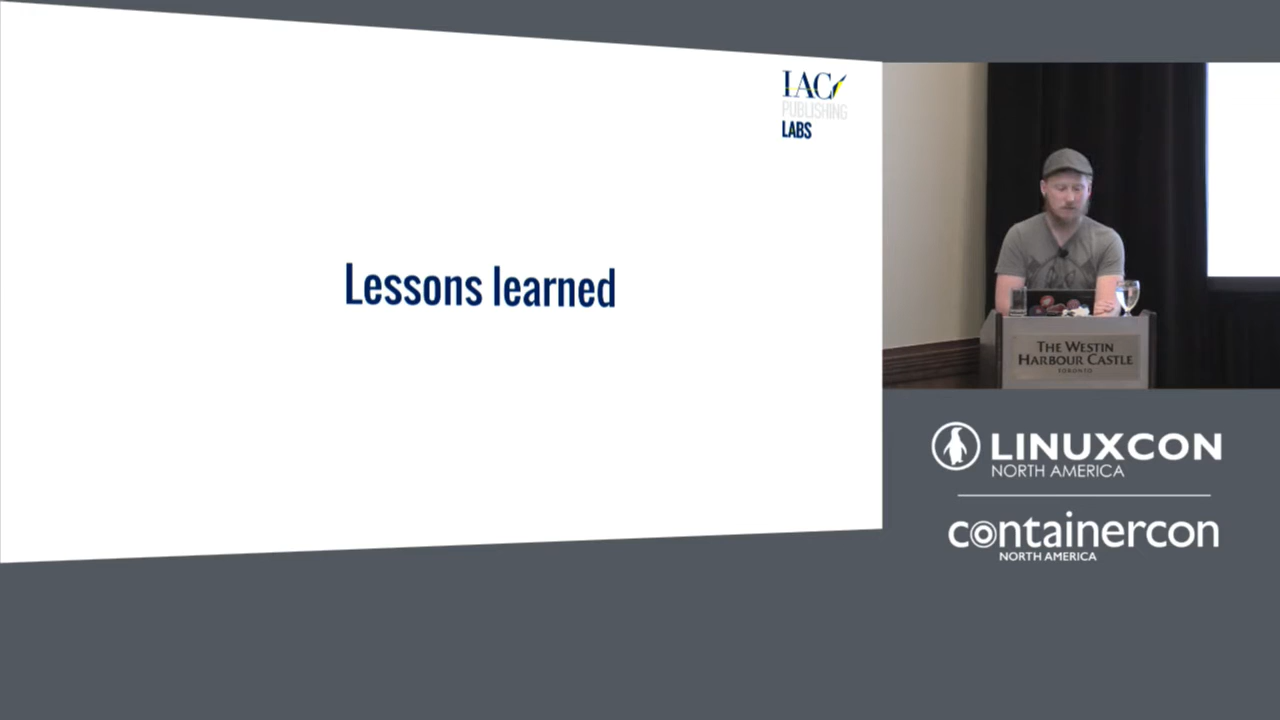 IAC
PUBLISHING
LABS
Lessons learned
THE WESTIN
HARBOUR CASTLE
TORONTO
LINUXCON
NORTH AMERICA
containercon
NORTH AMERICA